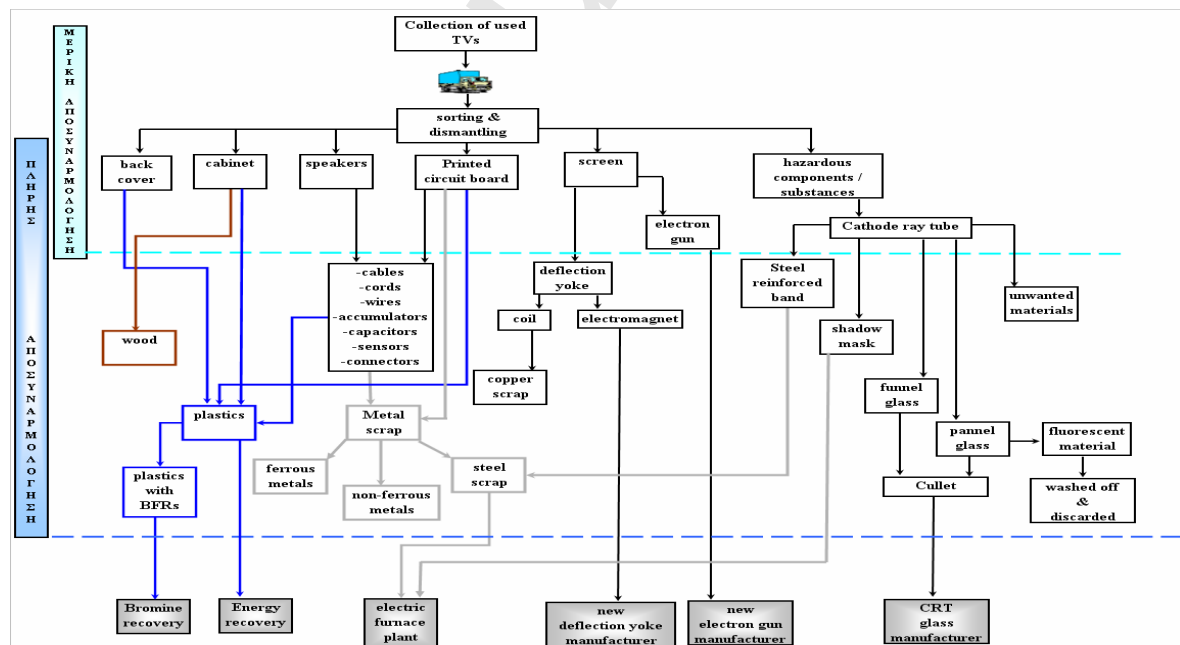 Collection of used
TVs
ΜΕΡΙΚΗ ΑΠΟΣΥΝΑΡΜΟΛΟΓΗΣΗ
ΠΛΗΡΗΣ ΑΠΟΣΥΝΑΡΜΟΛΟΓΗΣΗ
sorting &
dismantling
back
cover
cabinet
speakers
Printed
circuit board
screen
hazardous
components /
substances
electron
gun
Cathode ray tube
-cables
-cords
-wires
-accumulators
-capacitors
-sensors
-connectors
deflection
yoke
Steel
reinforced
band
unwanted
materials
wood
coil
electromagnet
shadow
mask
copper
scrap
funnel
glass
plastics
Metal
scrap
pannel
glass
fluorescent
material
plastics
with
BFRs
ferrous
metals
non-ferrous
metals
steel
scrap
Cullet
washed off
&
discarded
Bromine
recovery
Energy
recovery
electric
furnace
plant
new
deflection yoke
manufacturer
new
electron gun
manufacturer
CRT
glass
manufacturer